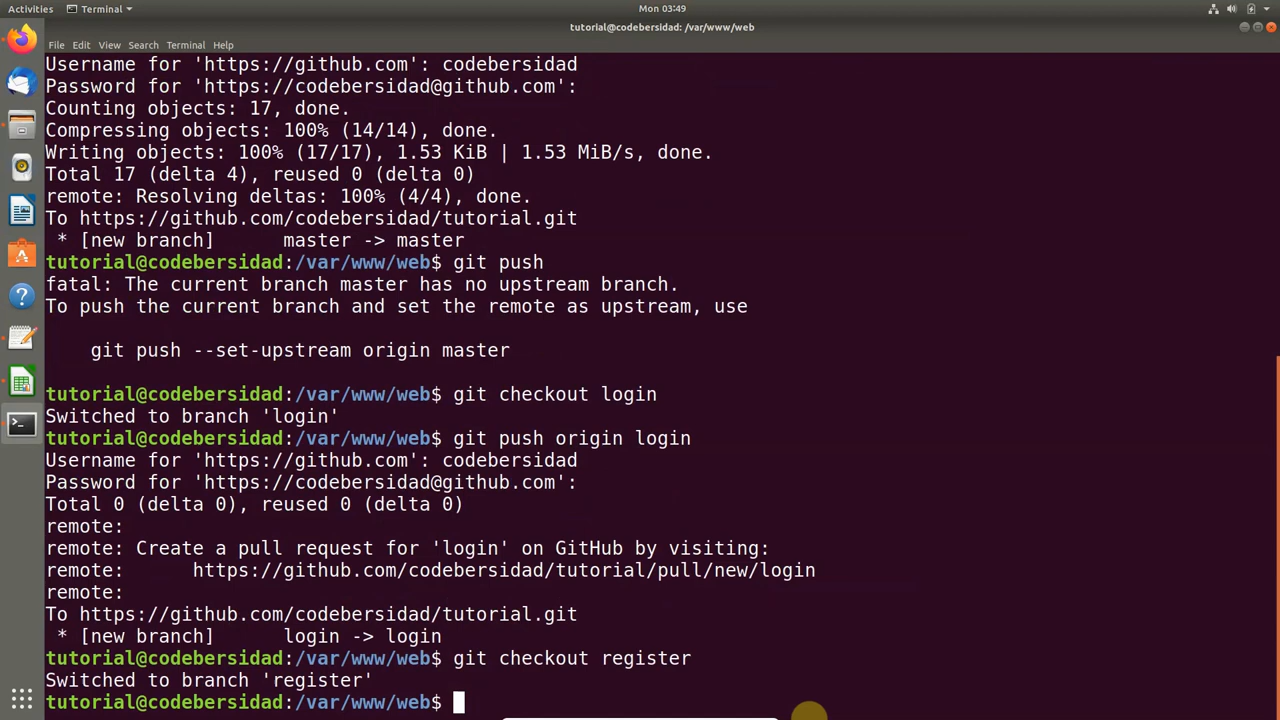 Activities
Terminal
Mon 03:49
tutorial@codebersidad: /var/www/web
File Edit View Search Terminal Help
Username for 'https://github.com': codebersidad
Password for 'https://codebersidad@github.com':
Counting objects: 17, done.
Compressing objects: 100% (14/14), done.
Writing objects: 100% (17/17), 1.53 KiB | 1.53 MiB/s, done.
Total 17 (delta 4), reused 0 (delta 0)
remote: Resolving deltas: 100% (4/4), done.
To https://github.com/codebersidad/tutorial.git
 * [new branch]      master -> master
tutorial@codebersidad:/var/www/web$ git push
fatal: The current branch master has no upstream branch.
To push the current branch and set the remote as upstream, use
    git push --set-upstream origin master
tutorial@codebersidad:/var/www/web$ git checkout login
Switched to branch 'login'
tutorial@codebersidad:/var/www/web$ git push origin login
Username for 'https://github.com': codebersidad
Password for 'https://codebersidad@github.com':
Total 0 (delta 0), reused 0 (delta 0)
remote:
remote: Create a pull request for 'login' on GitHub by visiting:
remote:      https://github.com/codebersidad/tutorial/pull/new/login
remote:
To https://github.com/codebersidad/tutorial.git
 * [new branch]      login -> login
tutorial@codebersidad:/var/www/web$ git checkout register
Switched to branch 'register'
tutorial@codebersidad:/var/www/web$